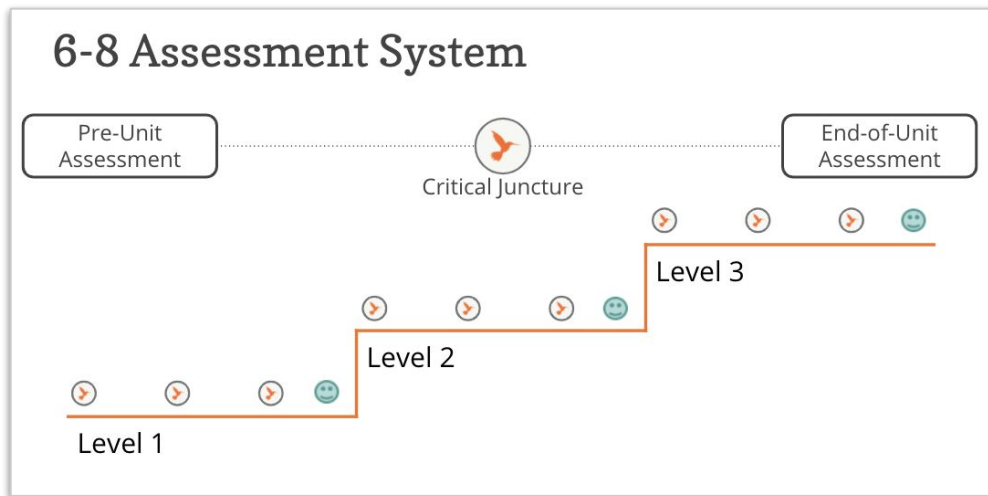 6-8 Assessment System
Pre-Unit
Assessment
Critical Juncture
End-of-Unit
Assessment
Level 3
Level 2
Level 1